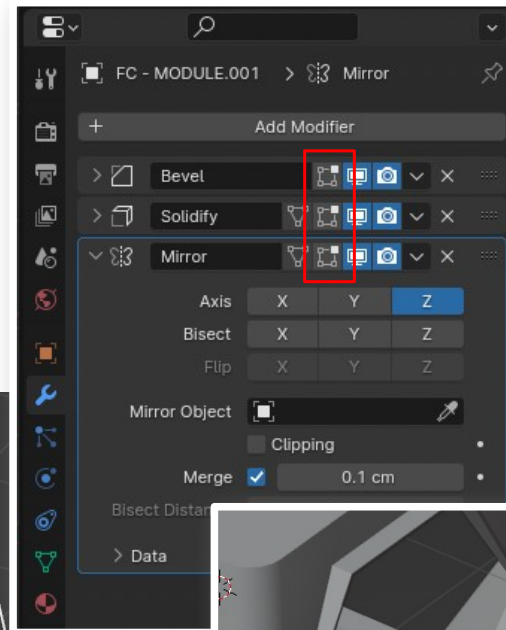 FC - MODULE.001 > Mirror
+ Add Modifier
Bevel
Solidify
Mirror
Axis X Y Z
Bisect X Y Z
Flip X Y Z
Mirror Object
Clipping
Merge 0.1 cm
Bisect
Data